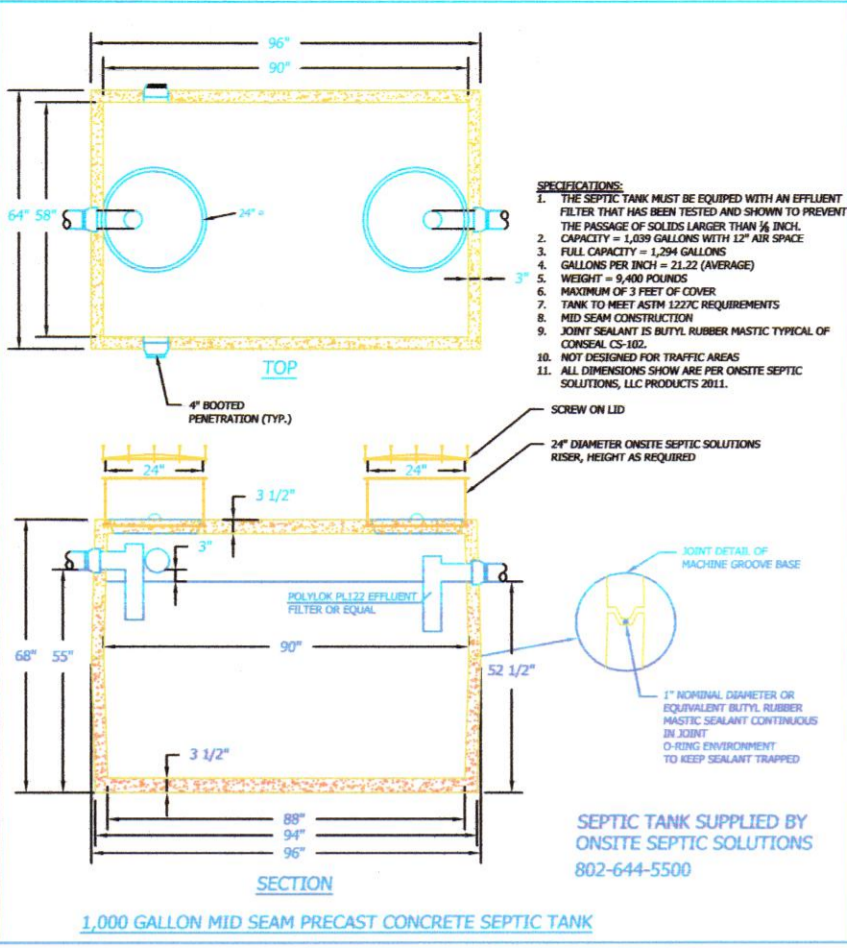 96"
90"
64"
58"
24" ⌀
3"
TOP
4" BOOTED
PENETRATION (TYP.)
SPECIFICATIONS:
1. THE SEPTIC TANK MUST BE EQUIPED WITH AN EFFLUENT
FILTER THAT HAS BEEN TESTED AND SHOWN TO PREVENT
THE PASSAGE OF SOLIDS LARGER THAN INCH.
2. CAPACITY = 1,039 GALLONS WITH 12" AIR SPACE
3. FULL CAPACITY = 1,294 GALLONS
4. GALLONS PER INCH = 21.22 (AVERAGE)
5. WEIGHT = 9,400 POUNDS
6. MAXIMUM OF 3 FEET OF COVER
7. TANK TO MEET ASTM 1227C REQUIREMENTS
8. MID SEAM CONSTRUCTION
9. JOINT SEALANT IS BUTYL RUBBER MASTIC TYPICAL OF
CONSEAL CS-102.
10. NOT DESIGNED FOR TRAFFIC AREAS
11. ALL DIMENSIONS SHOW ARE PER ONSITE SEPTIC
SOLUTIONS, LLC PRODUCTS 2011.
SCREW ON LID
24" DIAMETER ONSITE SEPTIC SOLUTIONS
RISER, HEIGHT AS REQUIRED
24"
24"
3 1/2"
3"
POLYLOK PL122 EFFLUENT
FILTER OR EQUAL
JOINT DETAIL OF
MACHINE GROOVE BASE
68"
55"
90"
52 1/2"
1" NOMINAL DIAMETER OR
EQUIVALENT BUTYL RUBBER
MASTIC SEALANT CONTINUOUS
IN JOINT
O-RING ENVIRONMENT
TO KEEP SEALANT TRAPPED
3 1/2"
88"
94"
96"
SECTION
SEPTIC TANK SUPPLIED BY
ONSITE SEPTIC SOLUTIONS
802-644-5500
1,000 GALLON MID SEAM PRECAST CONCRETE SEPTIC TANK